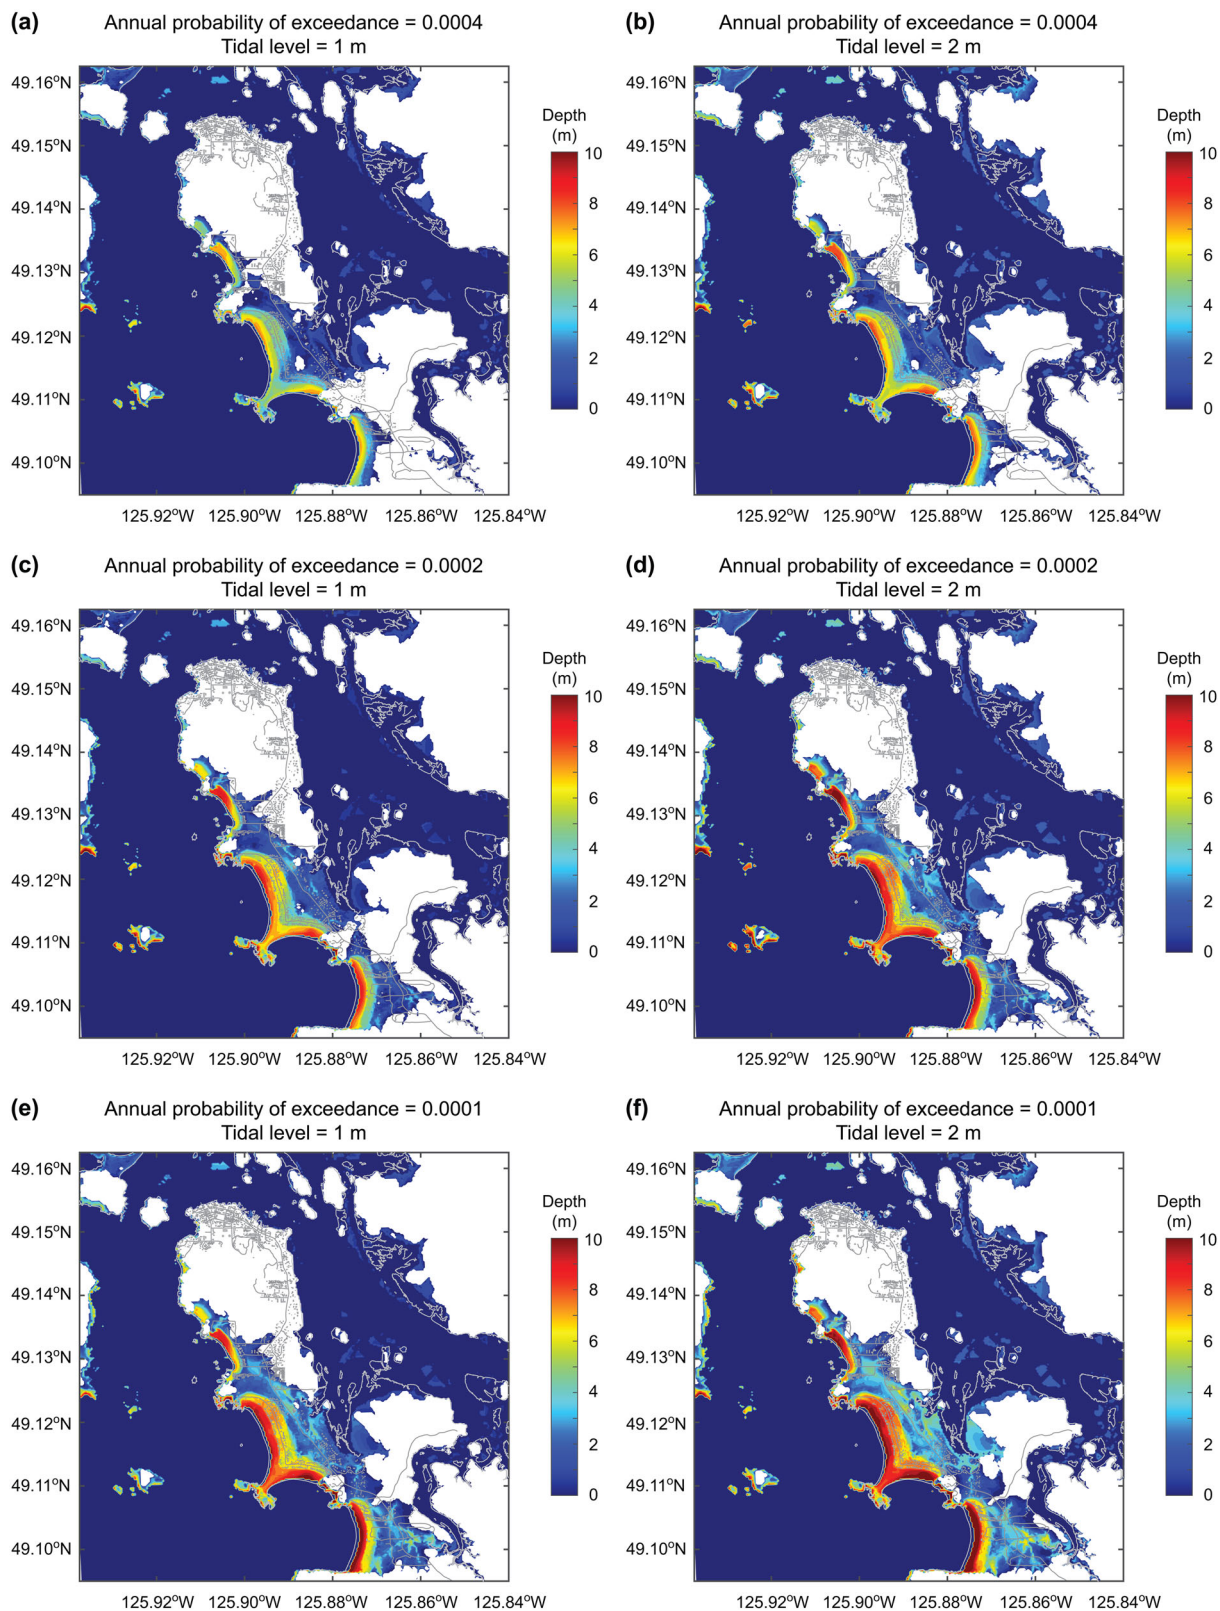 (a) Annual probability of exceedance = 0.0004
Tidal level = 1 m
49.16°N
49.15°N
49.14°N
49.13°N
49.12°N
49.11°N
49.10°N
125.92°W 125.90°W 125.88°W 125.86°W 125.84°W
Depth
(m)
10
8
6
4
2
0
(b) Annual probability of exceedance = 0.0004
Tidal level = 2 m
49.16°N
49.15°N
49.14°N
49.13°N
49.12°N
49.11°N
49.10°N
125.92°W 125.90°W 125.88°W 125.86°W 125.84°W
Depth
(m)
10
8
6
4
2
0
(c) Annual probability of exceedance = 0.0002
Tidal level = 1 m
49.16°N
49.15°N
49.14°N
49.13°N
49.12°N
49.11°N
49.10°N
125.92°W 125.90°W 125.88°W 125.86°W 125.84°W
Depth
(m)
10
8
6
4
2
0
(d) Annual probability of exceedance = 0.0002
Tidal level = 2 m
49.16°N
49.15°N
49.14°N
49.13°N
49.12°N
49.11°N
49.10°N
125.92°W 125.90°W 125.88°W 125.86°W 125.84°W
Depth
(m)
10
8
6
4
2
0
(e) Annual probability of exceedance = 0.0001
Tidal level = 1 m
49.16°N
49.15°N
49.14°N
49.13°N
49.12°N
49.11°N
49.10°N
125.92°W 125.90°W 125.88°W 125.86°W 125.84°W
Depth
(m)
10
8
6
4
2
0
(f) Annual probability of exceedance = 0.0001
Tidal level = 2 m
49.16°N
49.15°N
49.14°N
49.13°N
49.12°N
49.11°N
49.10°N
125.92°W 125.90°W 125.88°W 125.86°W 125.84°W
Depth
(m)
10
8
6
4
2
0